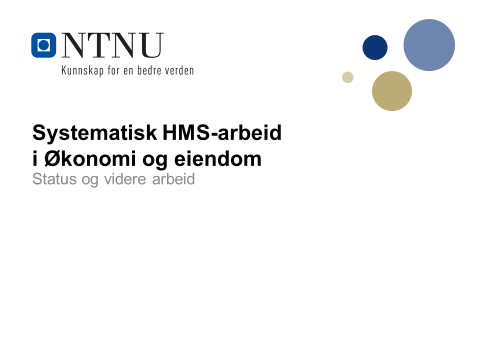 NTNU
Kunnskap for en bedre verden
Systematisk HMS-arbeid
i Økonomi og eiendom
Status og videre arbeid